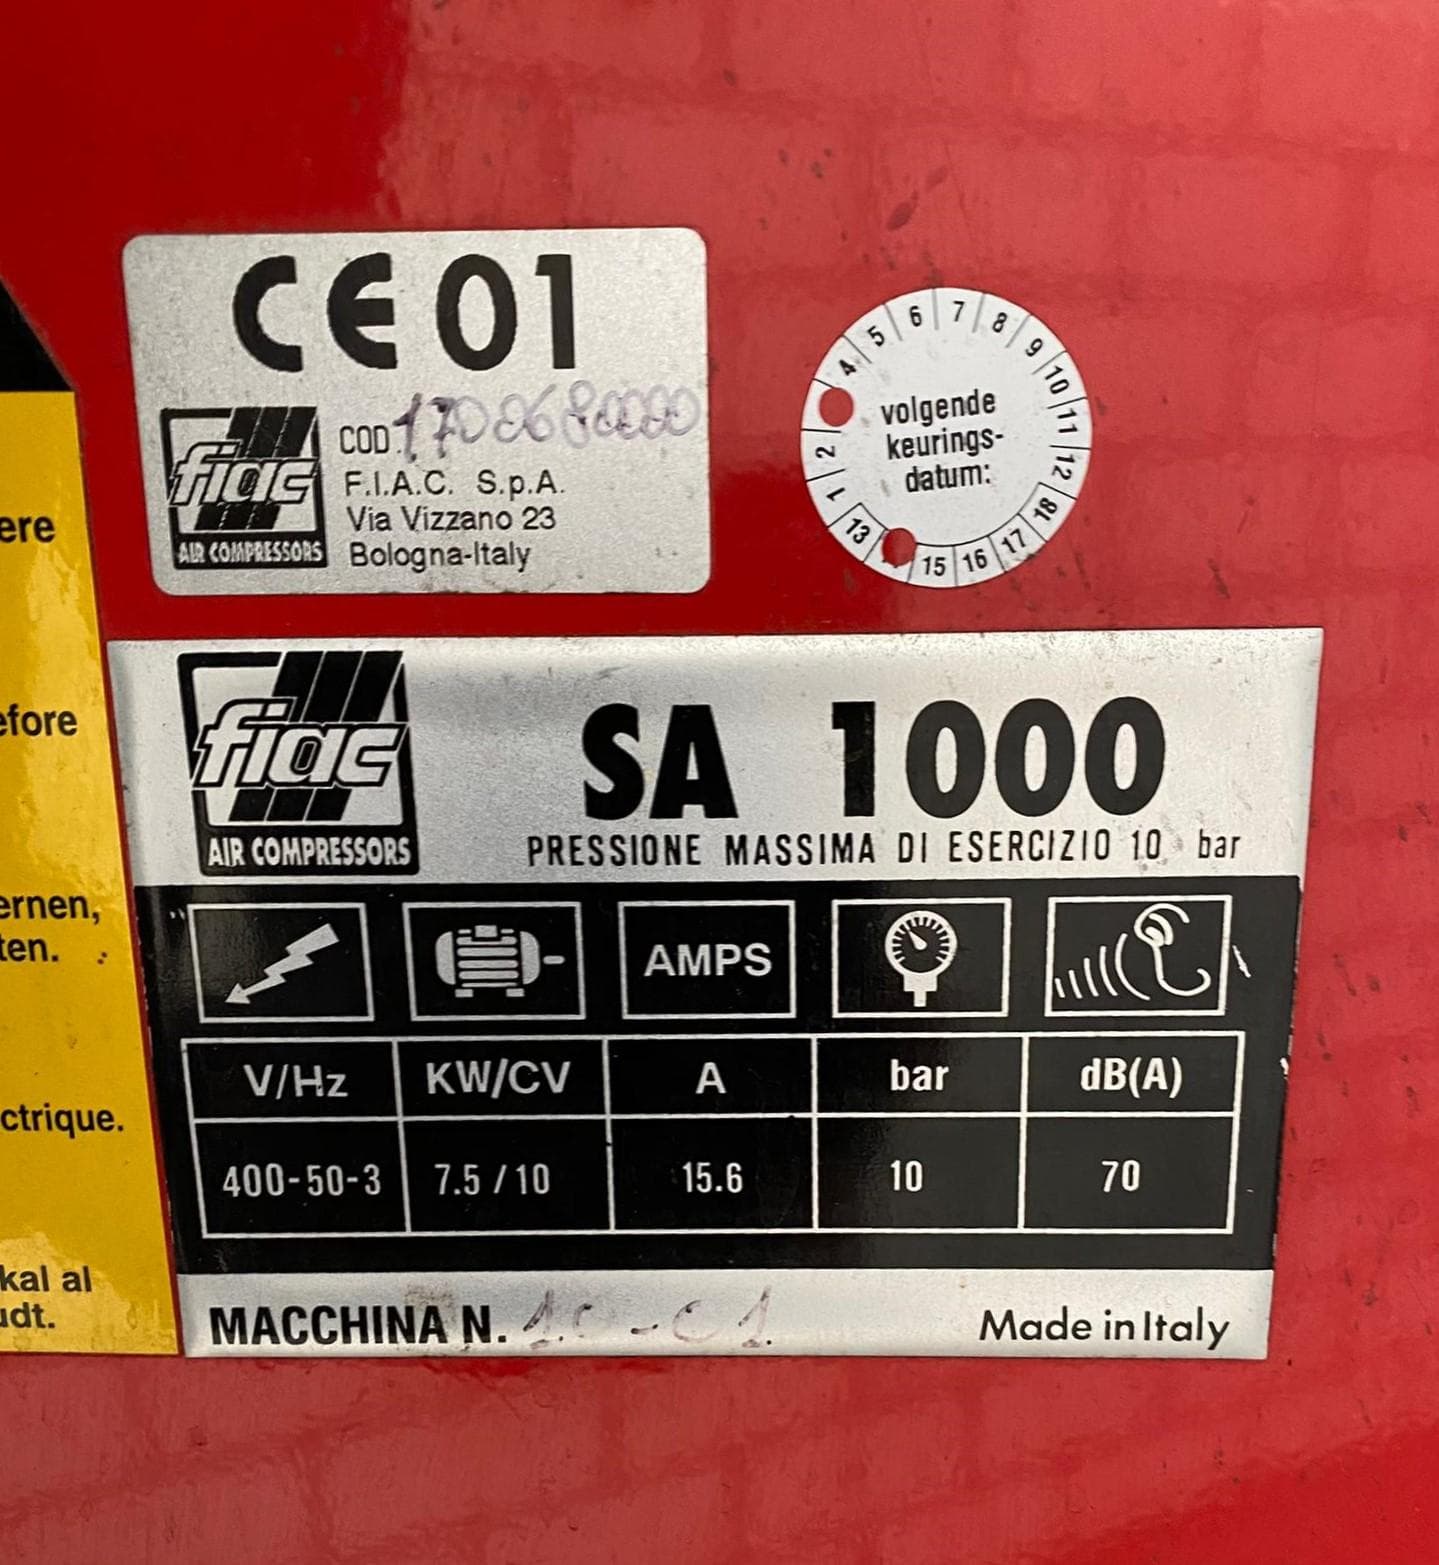 CE 01
fiac
AIR COMPRESSORS
COD. 1700680000
F.I.A.C. S.p.A.
Via Vizzano 23
Bologna-Italy
volgende
keurings-
datum:
1 2 4 5 6 7 8 9 10 11 12
13 15 16 17 18
ere
efore
ernen,
ten.
ctrique.
kal al
udt.
fiac
AIR COMPRESSORS
SA 1000
PRESSIONE MASSIMA DI ESERCIZIO 10 bar
AMPS
V/Hz KW/CV A bar dB(A)
400-50-3 7.5 / 10 15.6 10 70
MACCHINA N. 10-01
Made in Italy